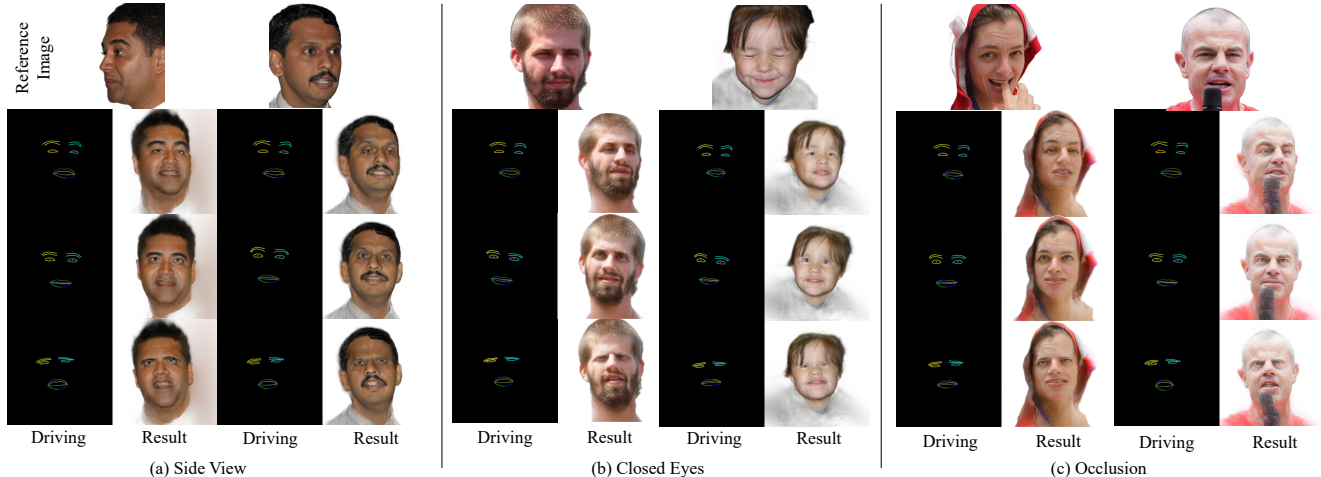 Reference
Image
Driving Result Driving Result
Driving Result Driving Result
Driving Result Driving Result
(a) Side View
(b) Closed Eyes
(c) Occlusion